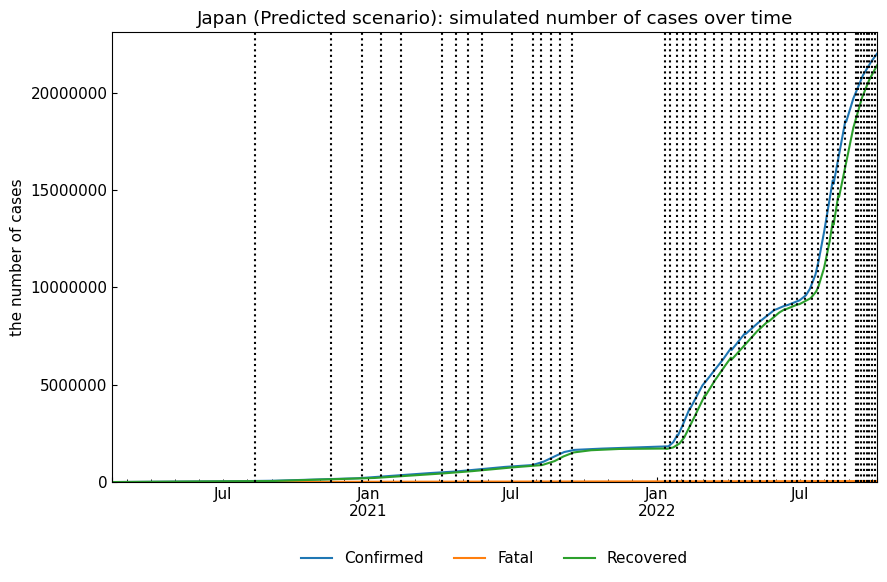 Japan (Predicted scenario): simulated number of cases over time
the number of cases
20000000
15000000
10000000
5000000
0
Jul
Jan
2021
Jul
Jan
2022
Jul
Confirmed
Fatal
Recovered